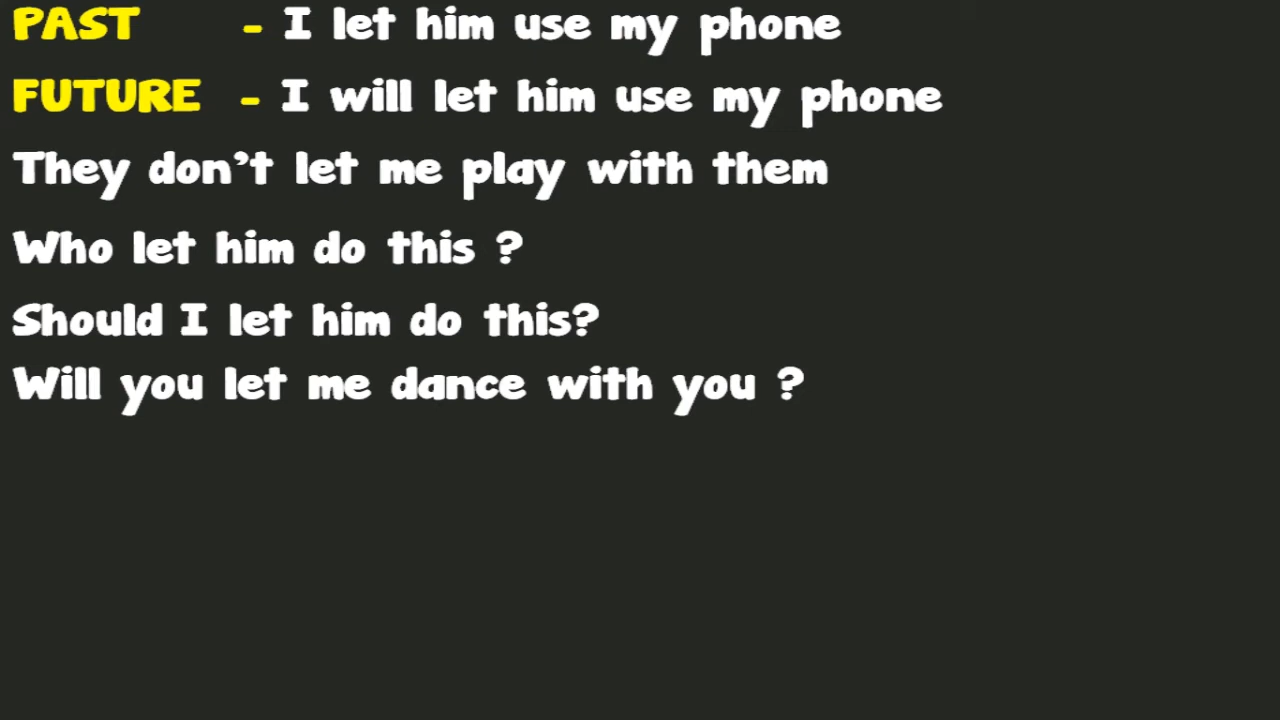 PAST - I let him use my phone
FUTURE - I will let him use my phone
They don't let me play with them
Who let him do this ?
Should I let him do this?
Will you let me dance with you ?